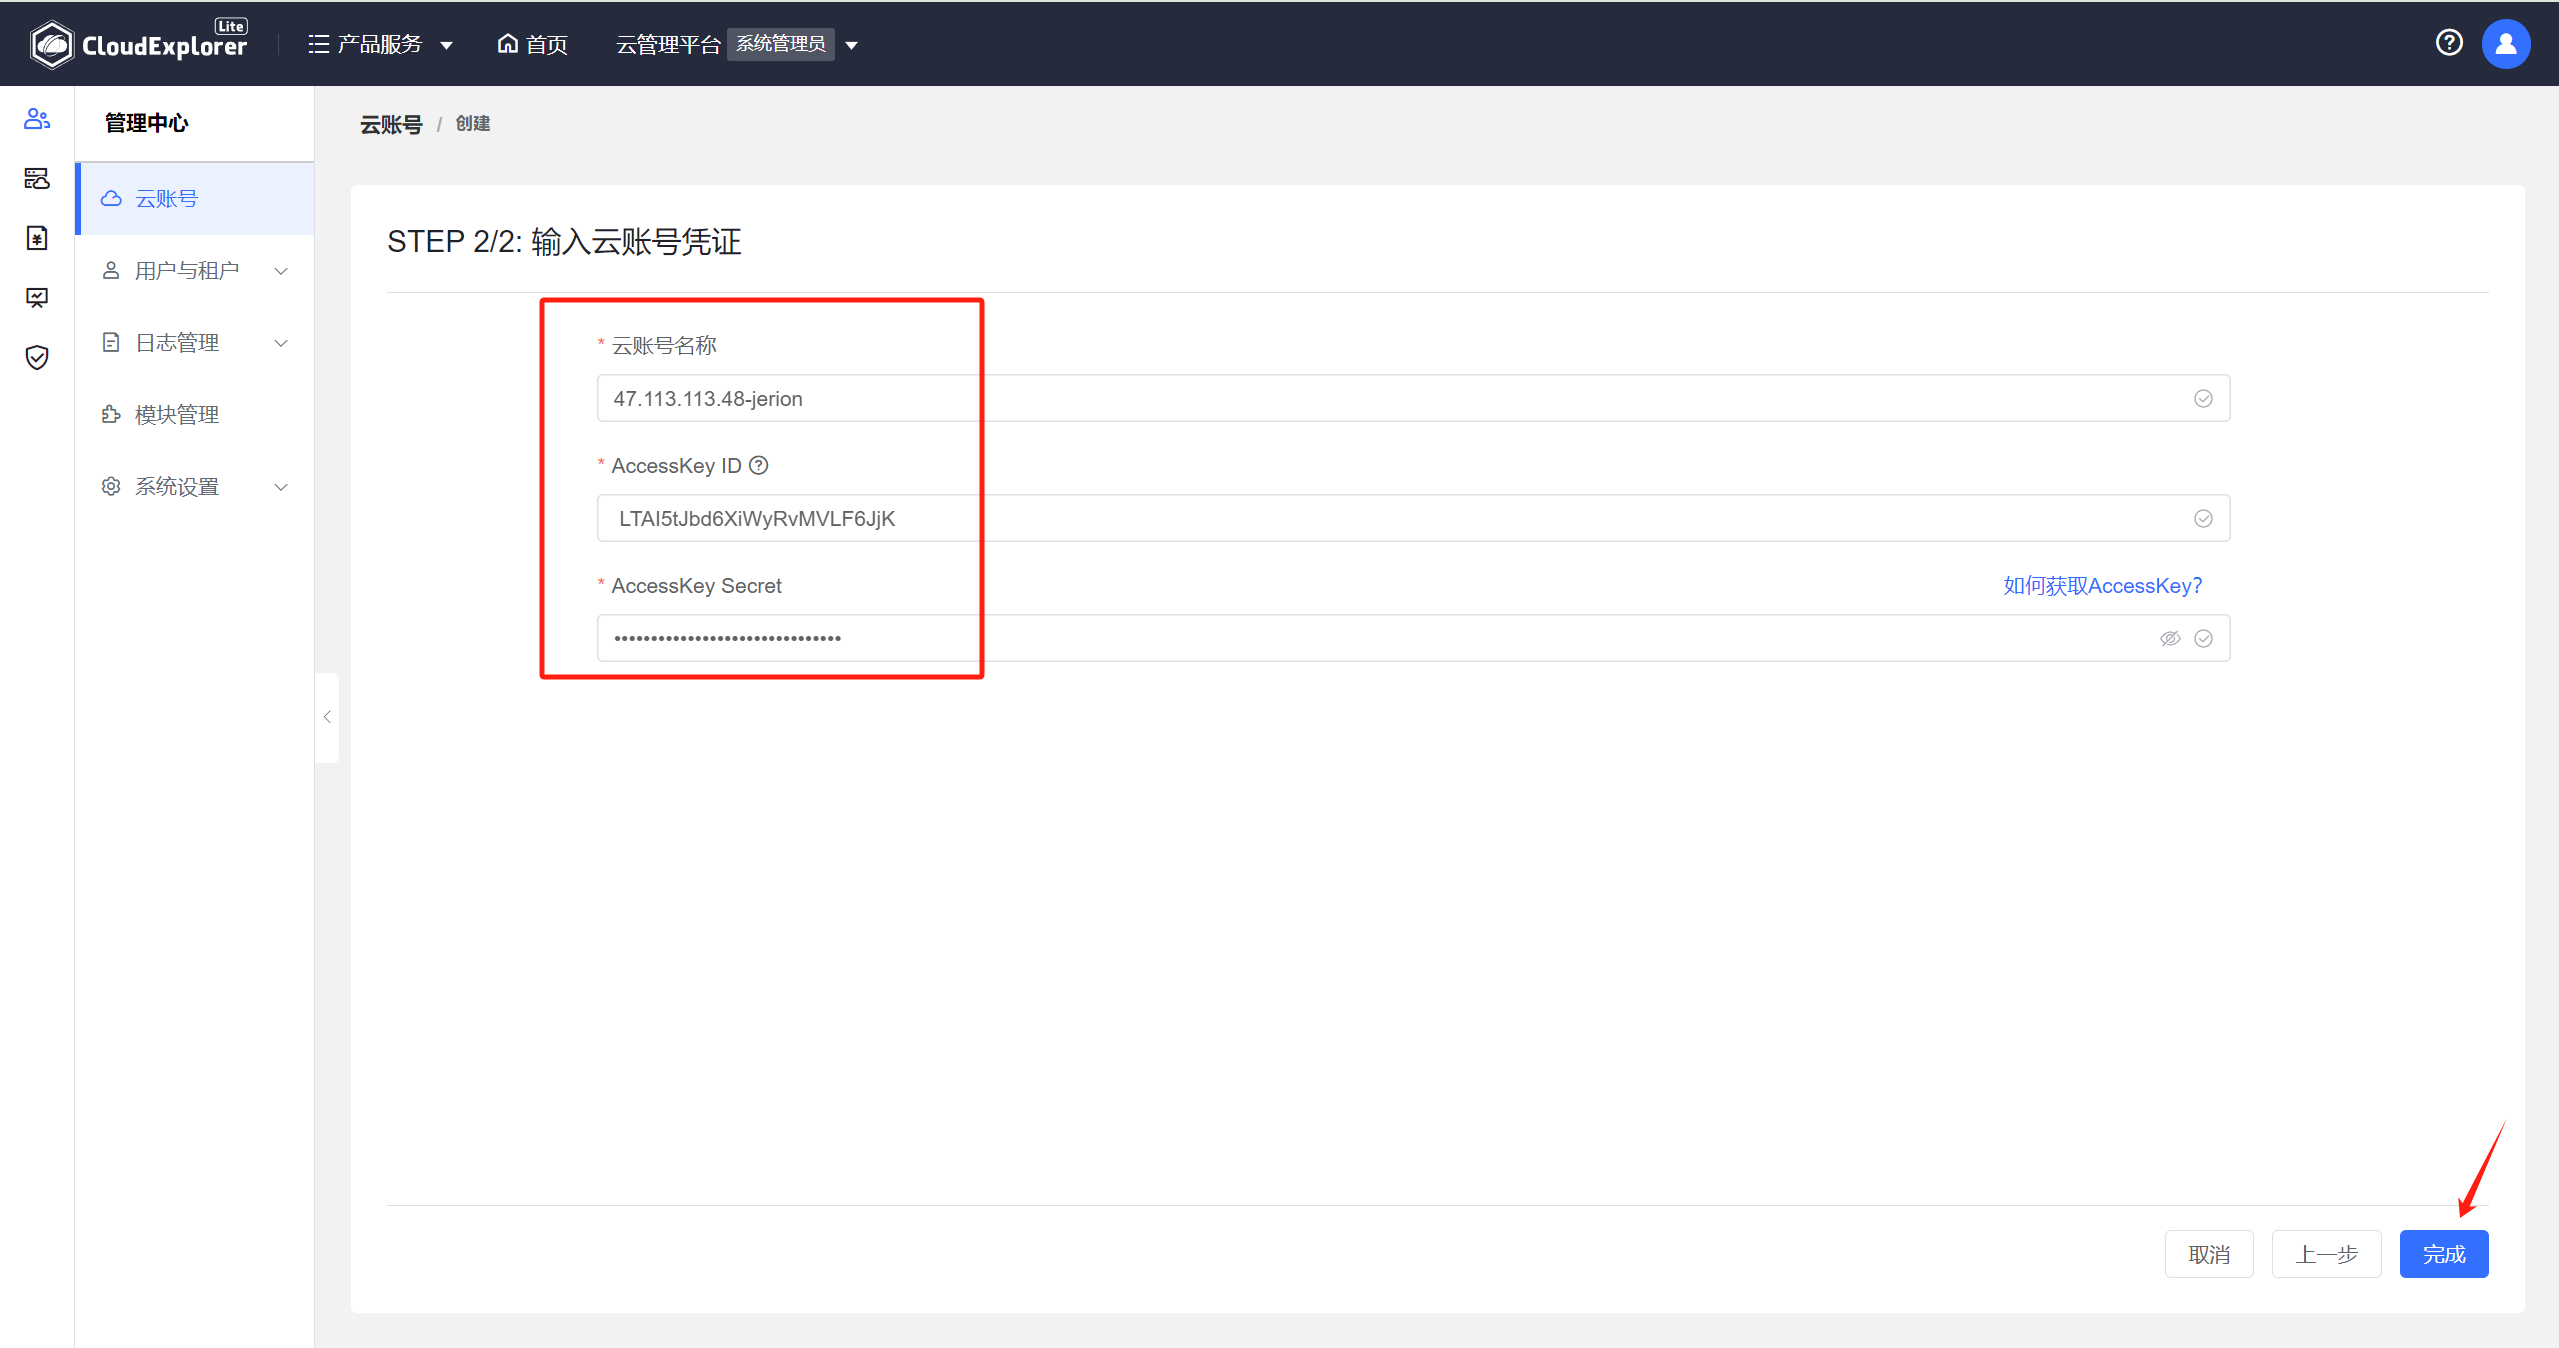 CloudExplorer Lite
产品服务
首页
云管理平台 系统管理员
管理中心
云账号
用户与租户
日志管理
模块管理
系统设置
云账号 / 创建
STEP 2/2: 输入云账号凭证
* 云账号名称
47.113.113.48-jerion
* AccessKey ID
LTAI5tJbd6XiWyRvMVLF6JjK
* AccessKey Secret
如何获取AccessKey?
•••••••••••••••••••••••••••••••
取消
上一步
完成